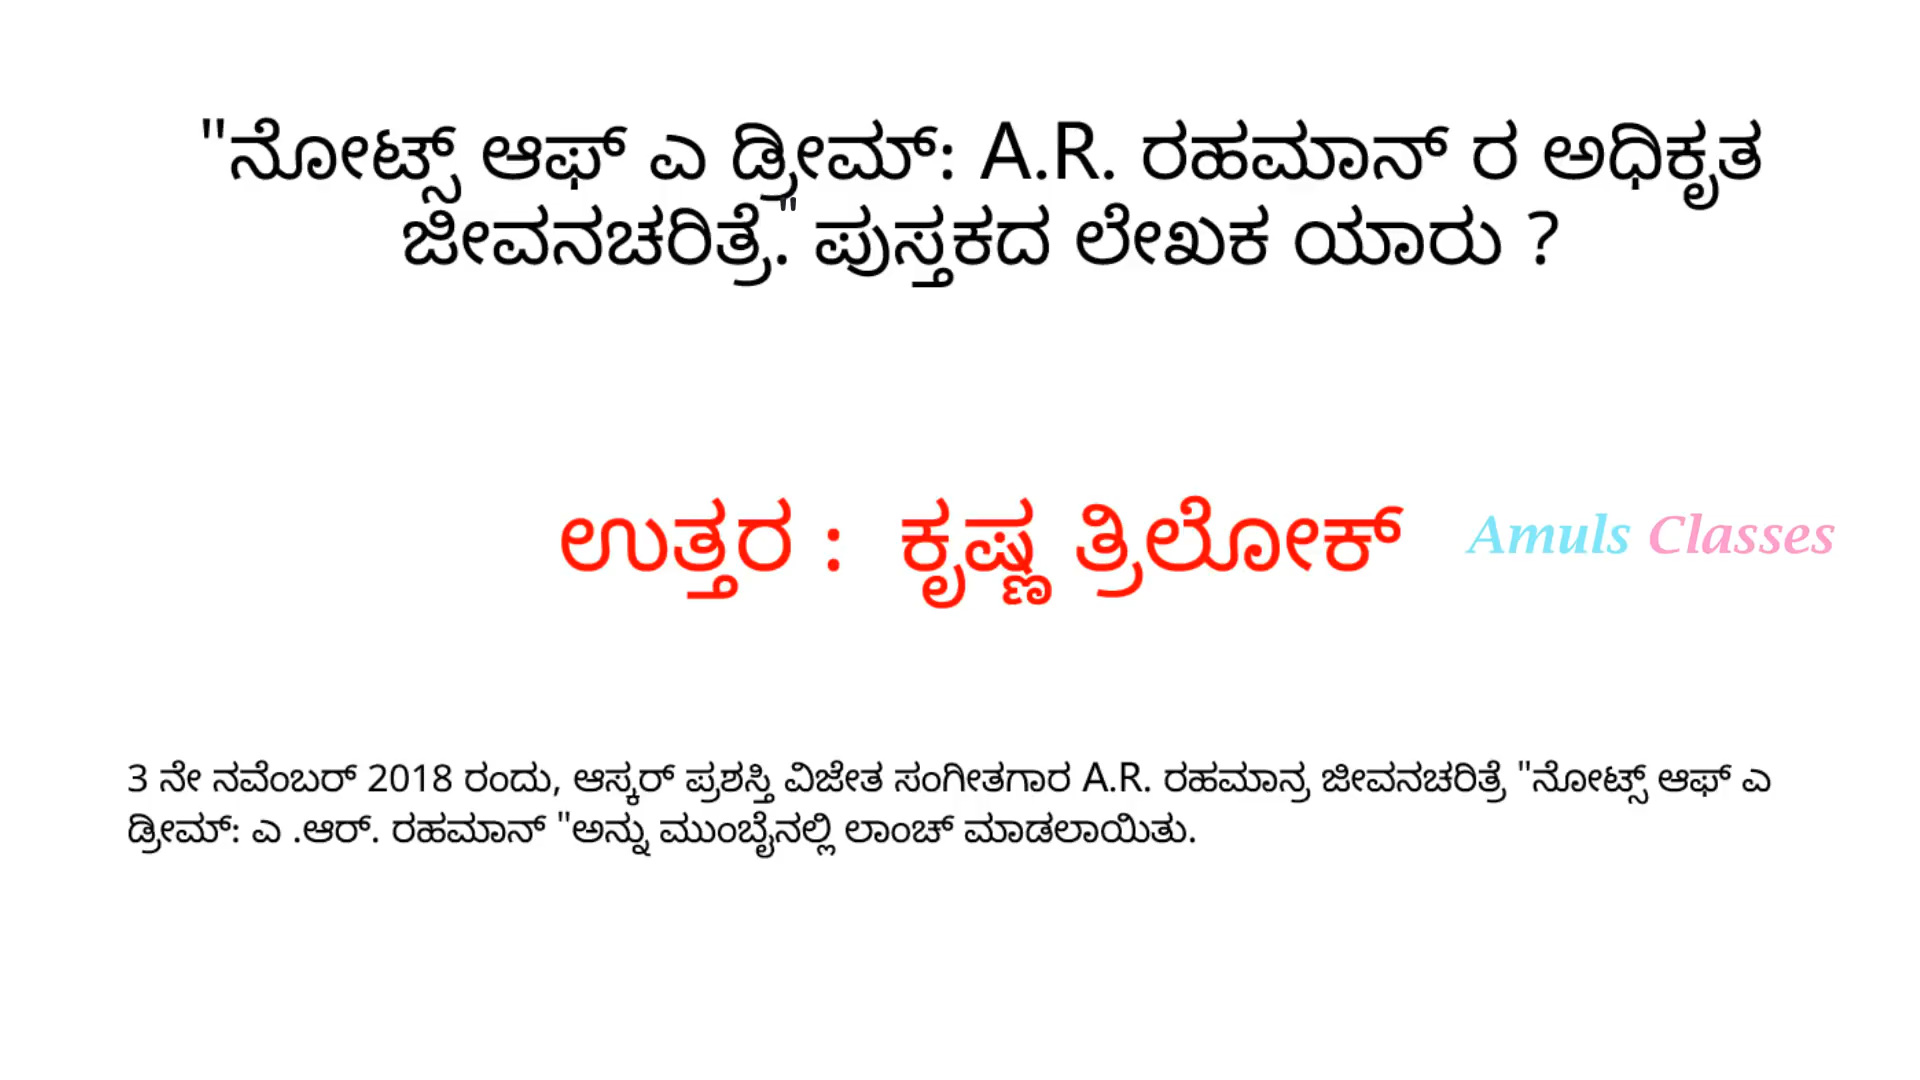 "ನೋಟ್ಸ್ ಆಫ್ ಎ ಡ್ರೀಮ್: A.R. ರಹಮಾನ್ ರ ಅಧಿಕೃತ
ಜೀವನಚರಿತ್ರೆ." ಪುಸ್ತಕದ ಲೇಖಕ ಯಾರು ?
ಉತ್ತರ : ಕೃಷ್ಣ ತ್ರಿಲೋಕ್
Amuls Classes
3 ನೇ ನವೆಂಬರ್ 2018 ರಂದು, ಆಸ್ಕರ್ ಪ್ರಶಸ್ತಿ ವಿಜೇತ ಸಂಗೀತಗಾರ A.R. ರಹಮಾನ್ರ ಜೀವನಚರಿತ್ರೆ "ನೋಟ್ಸ್ ಆಫ್ ಎ
ಡ್ರೀಮ್: ಎ .ಆರ್. ರಹಮಾನ್ "ಅನ್ನು ಮುಂಬೈನಲ್ಲಿ ಲಾಂಚ್ ಮಾಡಲಾಯಿತು.